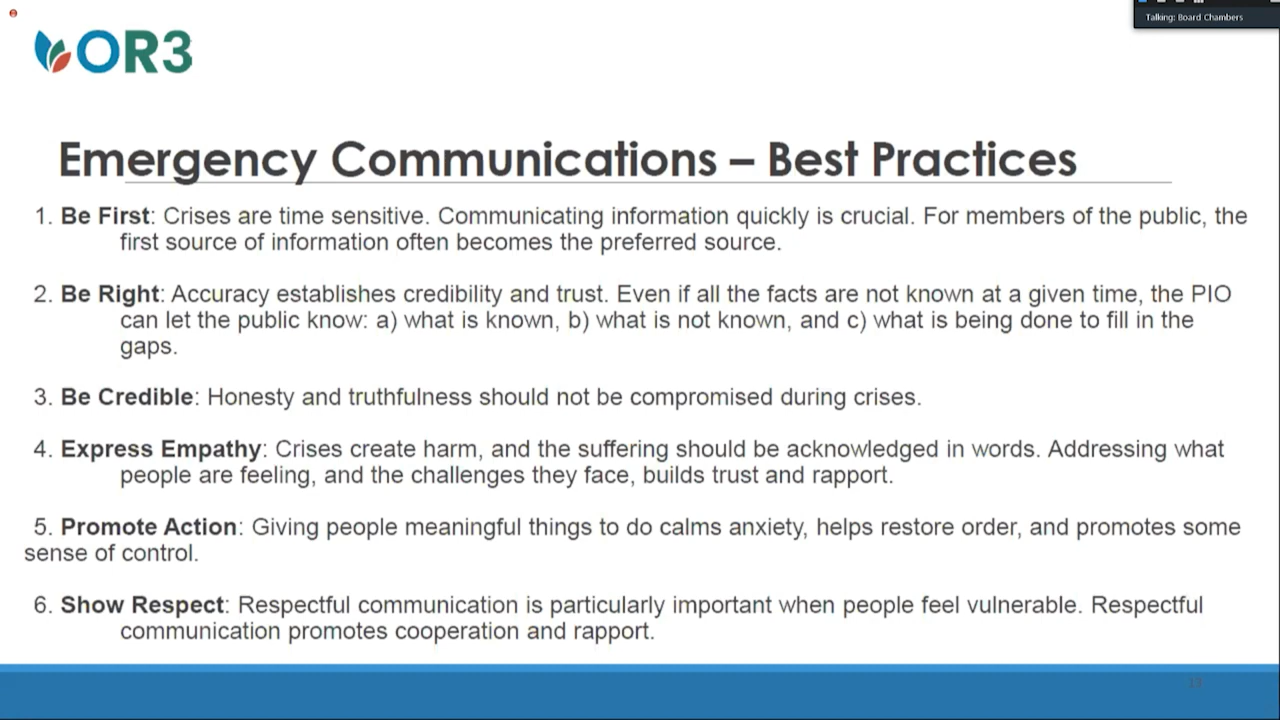 Talking: Board Chambers
OR3
Emergency Communications – Best Practices
1. Be First: Crises are time sensitive. Communicating information quickly is crucial. For members of the public, the
first source of information often becomes the preferred source.
2. Be Right: Accuracy establishes credibility and trust. Even if all the facts are not known at a given time, the PIO
can let the public know: a) what is known, b) what is not known, and c) what is being done to fill in the
gaps.
3. Be Credible: Honesty and truthfulness should not be compromised during crises.
4. Express Empathy: Crises create harm, and the suffering should be acknowledged in words. Addressing what
people are feeling, and the challenges they face, builds trust and rapport.
5. Promote Action: Giving people meaningful things to do calms anxiety, helps restore order, and promotes some
sense of control.
6. Show Respect: Respectful communication is particularly important when people feel vulnerable. Respectful
communication promotes cooperation and rapport.